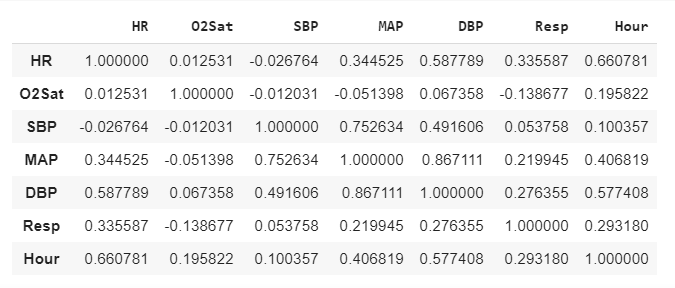 HR O2Sat SBP MAP DBP Resp Hour
HR 1.000000 0.012531 -0.026764 0.344525 0.587789 0.335587 0.660781
O2Sat 0.012531 1.000000 -0.012031 -0.051398 0.067358 -0.138677 0.195822
SBP -0.026764 -0.012031 1.000000 0.752634 0.491606 0.053758 0.100357
MAP 0.344525 -0.051398 0.752634 1.000000 0.867111 0.219945 0.406819
DBP 0.587789 0.067358 0.491606 0.867111 1.000000 0.276355 0.577408
Resp 0.335587 -0.138677 0.053758 0.219945 0.276355 1.000000 0.293180
Hour 0.660781 0.195822 0.100357 0.406819 0.577408 0.293180 1.000000